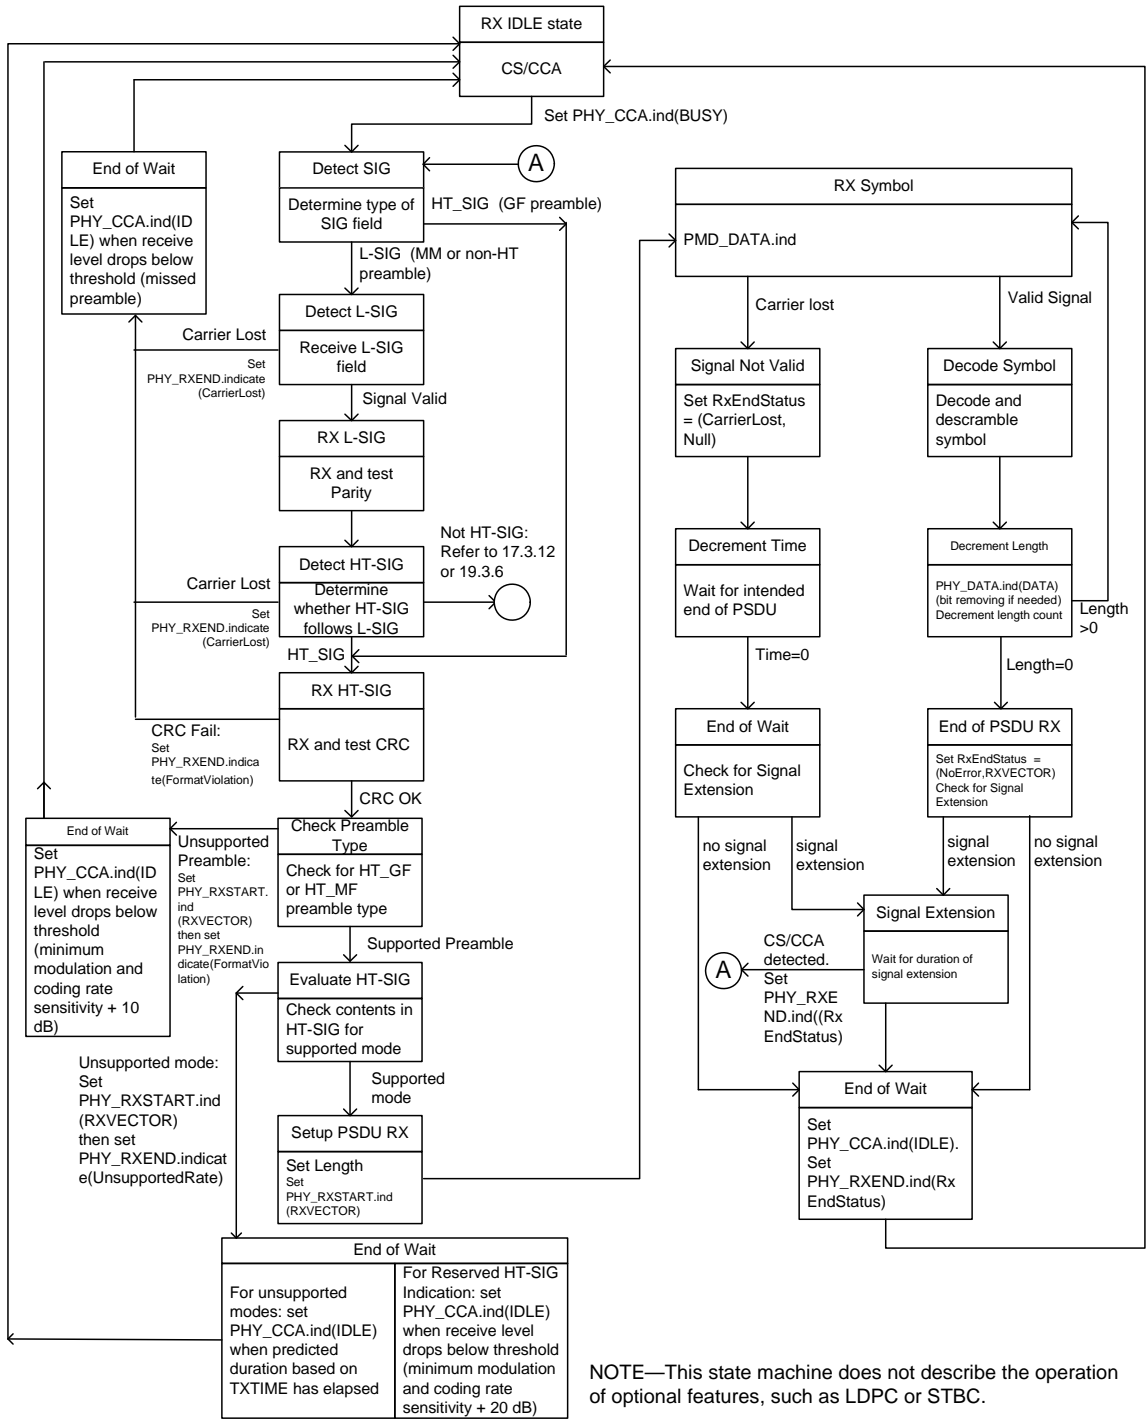 RX IDLE state
CS/CCA
Set PHY_CCA.ind(BUSY)
End of Wait
Set
PHY_CCA.ind(ID
LE) when receive
level drops below
threshold (missed
preamble)
Detect SIG
Determine type of
SIG field
A
HT_SIG (GF preamble)
L-SIG (MM or non-HT
preamble)
Detect L-SIG
Receive L-SIG
field
Carrier Lost
Set
PHY_RXEND.indicate
(CarrierLost)
Signal Valid
RX L-SIG
RX and test
Parity
Detect HT-SIG
Determine
whether HT-SIG
follows L-SIG
Not HT-SIG:
Refer to 17.3.12
or 19.3.6
Carrier Lost
Set
PHY_RXEND.indicate
(CarrierLost)
HT_SIG
RX HT-SIG
RX and test CRC
CRC Fail:
Set
PHY_RXEND.indica
te(FormatViolation)
CRC OK
Check Preamble
Type
Check for HT_GF
or HT_MF
preamble type
Unsupported
Preamble:
Set
PHY_RXSTART.
ind
(RXVECTOR)
then set
PHY_RXEND.in
dicate(FormatVio
lation)
End of Wait
Set
PHY_CCA.ind(ID
LE) when receive
level drops below
threshold
(minimum
modulation and
coding rate
sensitivity + 10
dB)
Supported Preamble
Evaluate HT-SIG
Check contents in
HT-SIG for
supported mode
Unsupported mode:
Set
PHY_RXSTART.ind
(RXVECTOR)
then set
PHY_RXEND.indicat
e(UnsupportedRate)
Supported
mode
Setup PSDU RX
Set Length
Set
PHY_RXSTART.ind
(RXVECTOR)
End of Wait
For unsupported
modes: set
PHY_CCA.ind(IDLE)
when predicted
duration based on
TXTIME has elapsed
For Reserved HT-SIG
Indication: set
PHY_CCA.ind(IDLE)
when receive level
drops below threshold
(minimum modulation
and coding rate
sensitivity + 20 dB)
RX Symbol
PMD_DATA.ind
Carrier lost
Valid Signal
Signal Not Valid
Set RxEndStatus
= (CarrierLost,
Null)
Decode Symbol
Decode and
descramble
symbol
Decrement Time
Wait for intended
end of PSDU
Decrement Length
PHY_DATA.ind(DATA)
(bit removing if needed)
Decrement length count
Length
>0
Time=0
Length=0
End of Wait
Check for Signal
Extension
End of PSDU RX
Set RxEndStatus =
(NoError,RXVECTOR)
Check for Signal
Extension
no signal
extension
signal
extension
signal
extension
no signal
extension
Signal Extension
Wait for duration of
signal extension
A
CS/CCA
detected.
Set
PHY_RXE
ND.ind((Rx
EndStatus)
End of Wait
Set
PHY_CCA.ind(IDLE).
Set
PHY_RXEND.ind(Rx
EndStatus)
NOTE—This state machine does not describe the operation
of optional features, such as LDPC or STBC.